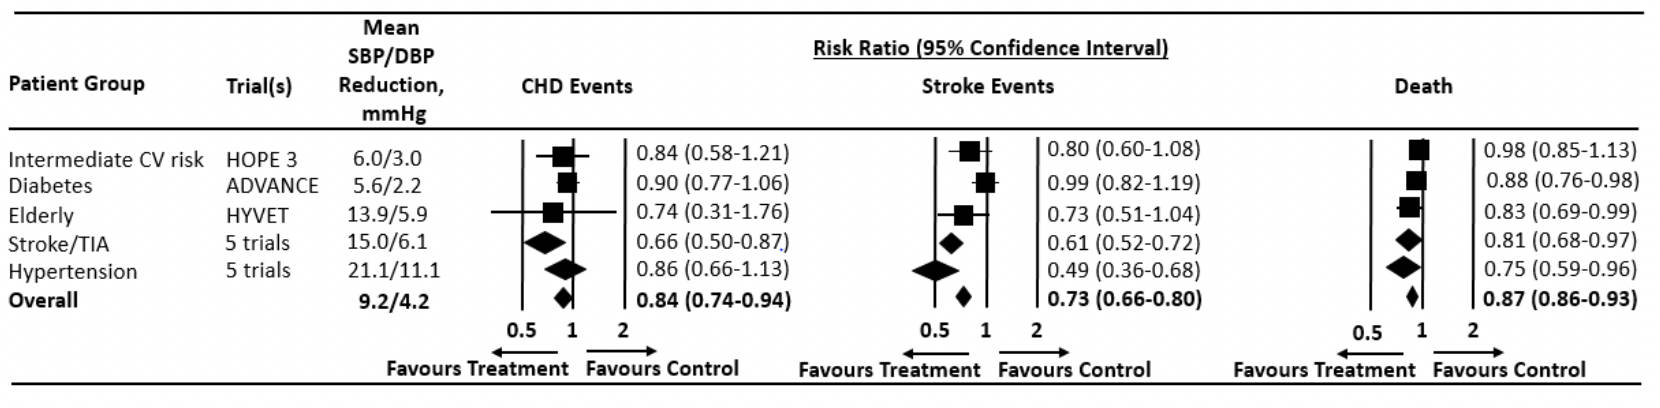 Risk Ratio (95% Confidence Interval)
Patient Group Trial(s) Mean SBP/DBP Reduction, mmHg CHD Events Stroke Events Death
Intermediate CV risk HOPE 3 6.0/3.0 0.84 (0.58-1.21) 0.80 (0.60-1.08) 0.98 (0.85-1.13)
Diabetes ADVANCE 5.6/2.2 0.90 (0.77-1.06) 0.99 (0.82-1.19) 0.88 (0.76-0.98)
Elderly HYVET 13.9/5.9 0.74 (0.31-1.76) 0.73 (0.51-1.04) 0.83 (0.69-0.99)
Stroke/TIA 5 trials 15.0/6.1 0.66 (0.50-0.87) 0.61 (0.52-0.72) 0.81 (0.68-0.97)
Hypertension 5 trials 21.1/11.1 0.86 (0.66-1.13) 0.49 (0.36-0.68) 0.75 (0.59-0.96)
Overall 9.2/4.2 0.84 (0.74-0.94) 0.73 (0.66-0.80) 0.87 (0.86-0.93)
0.5 1 2 0.5 1 2 0.5 1 2
Favours Treatment Favours Control Favours Treatment Favours Control Favours Treatment Favours Control